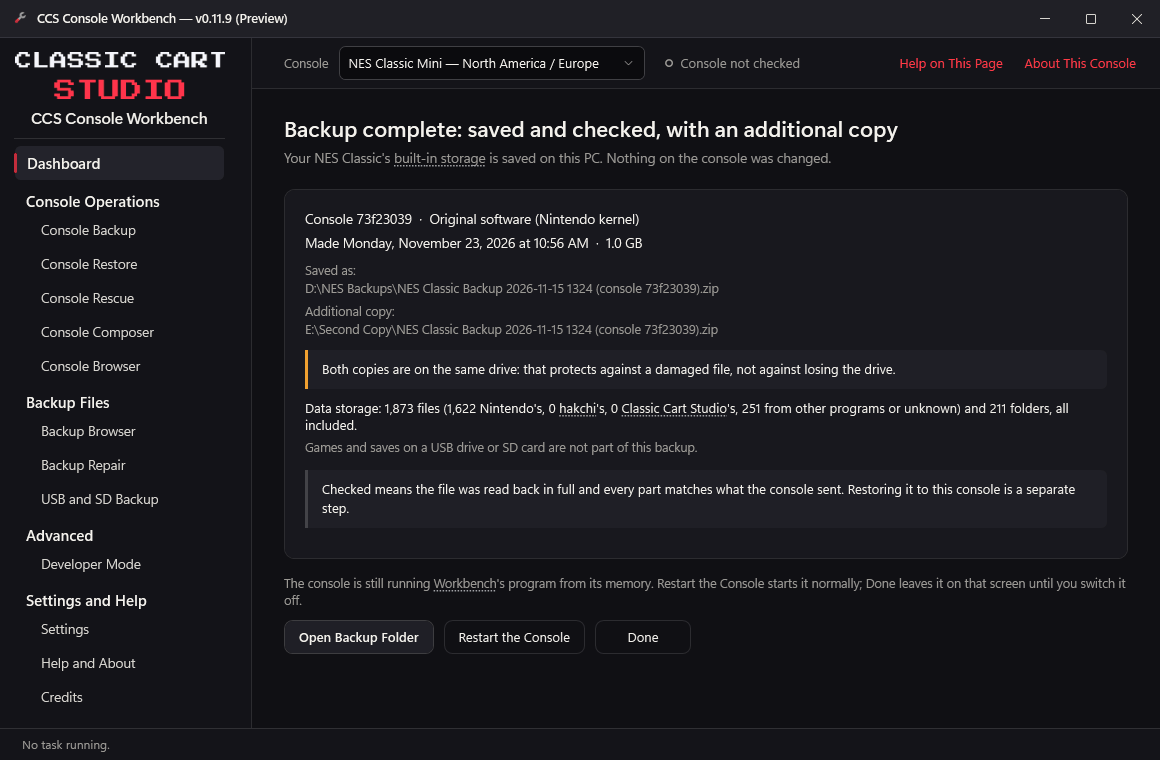 CCS Console Workbench — v0.11.9 (Preview)
CLASSIC CART
STUDIO
CCS Console Workbench
Dashboard
Console Operations
Console Backup
Console Restore
Console Rescue
Console Composer
Console Browser
Backup Files
Backup Browser
Backup Repair
USB and SD Backup
Advanced
Developer Mode
Settings and Help
Settings
Help and About
Credits
Console
NES Classic Mini — North America / Europe
Console not checked
Help on This Page
About This Console
Backup complete: saved and checked, with an additional copy
Your NES Classic's built-in storage is saved on this PC. Nothing on the console was changed.
Console 73f23039 · Original software (Nintendo kernel)
Made Monday, November 23, 2026 at 10:56 AM · 1.0 GB
Saved as:
D:\NES Backups\NES Classic Backup 2026-11-15 1324 (console 73f23039).zip
Additional copy:
E:\Second Copy\NES Classic Backup 2026-11-15 1324 (console 73f23039).zip
Both copies are on the same drive: that protects against a damaged file, not against losing the drive.
Data storage: 1,873 files (1,622 Nintendo's, 0 hakchi's, 0 Classic Cart Studio's, 251 from other programs or unknown) and 211 folders, all
included.
Games and saves on a USB drive or SD card are not part of this backup.
Checked means the file was read back in full and every part matches what the console sent. Restoring it to this console is a separate
step.
The console is still running Workbench's program from its memory. Restart the Console starts it normally; Done leaves it on that screen until you switch it
off.
Open Backup Folder
Restart the Console
Done
No task running.